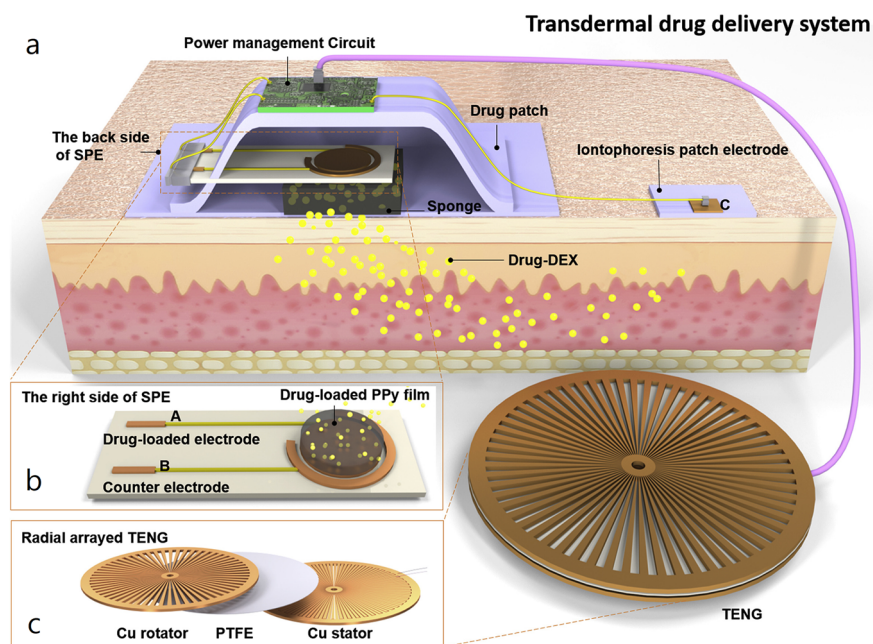 Transdermal drug delivery system
a
Power management Circuit
The back side
of SPE
Drug patch
Iontophoresis patch electrode
C
Sponge
Drug-DEX
The right side of SPE
Drug-loaded PPy film
A
Drug-loaded electrode
B
Counter electrode
b
Radial arrayed TENG
c
Cu rotator
PTFE
Cu stator
TENG